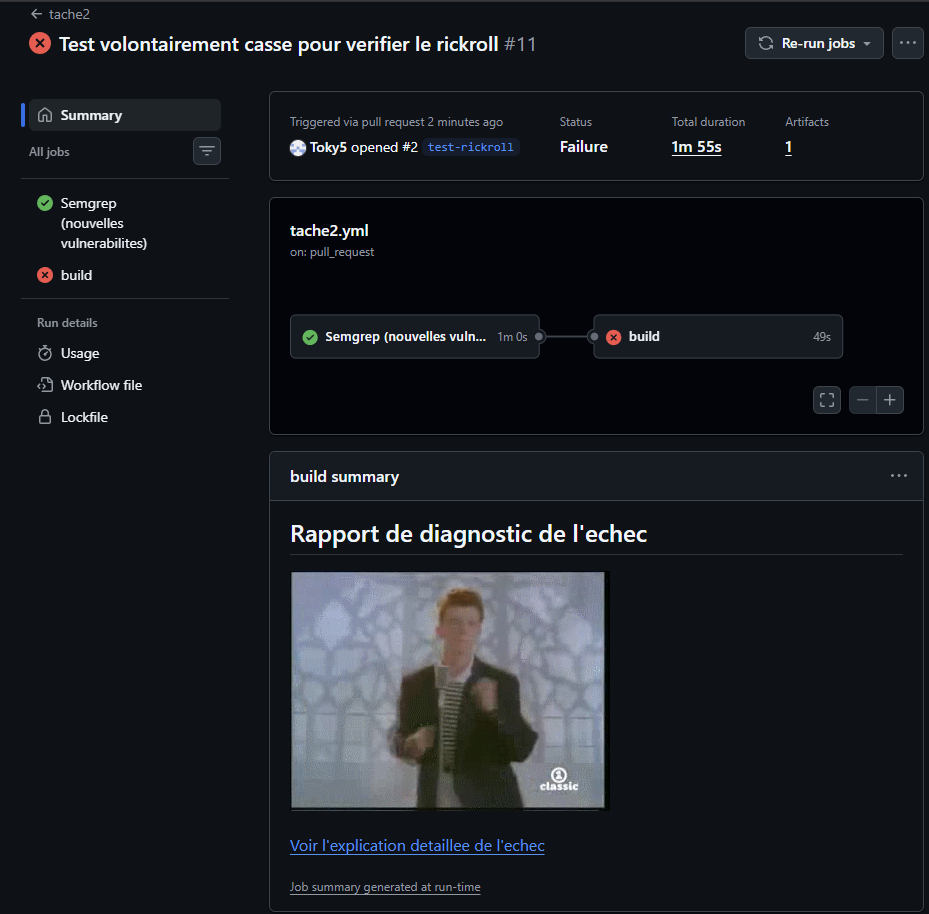 ← tache2
Test volontairement casse pour verifier le rickroll #11
Re-run jobs
Summary
All jobs
Semgrep
(nouvelles
vulnerabilites)
build
Run details
Usage
Workflow file
Lockfile
Triggered via pull request 2 minutes ago
Toky5 opened #2 test-rickroll
Status
Failure
Total duration
1m 55s
Artifacts
1
tache2.yml
on: pull_request
Semgrep (nouvelles vuln... 1m 0s
build 49s
build summary
Rapport de diagnostic de l'echec
1
classic
Voir l'explication detaillee de l'echec
Job summary generated at run-time